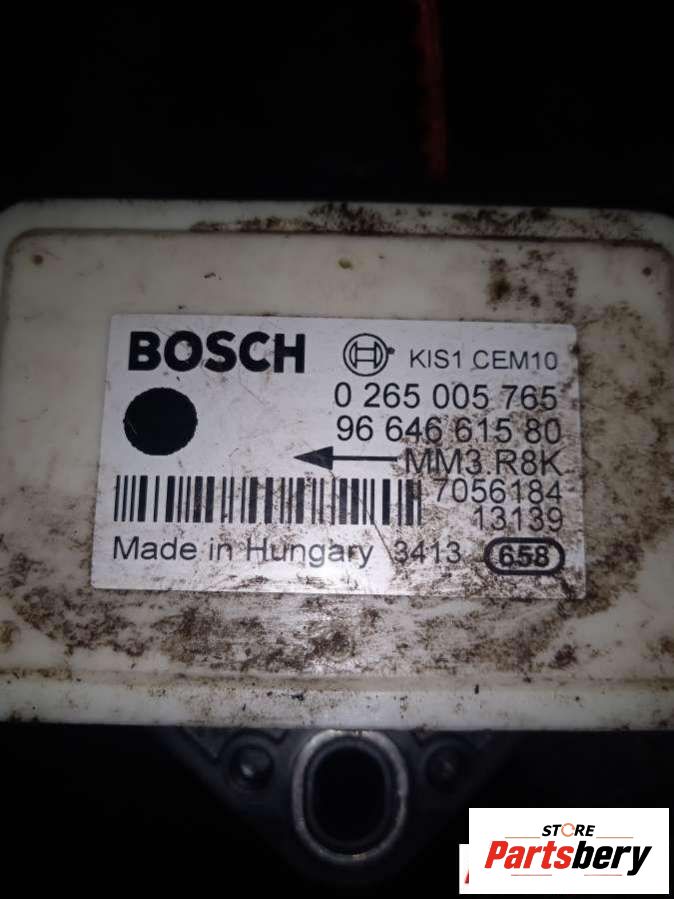 BOSCH KIS1 CEM10
0 265 005 765
96 646 615 80
MM3 R8K
7056184
13139
Made in Hungary 3413 658
STORE
Partsbery